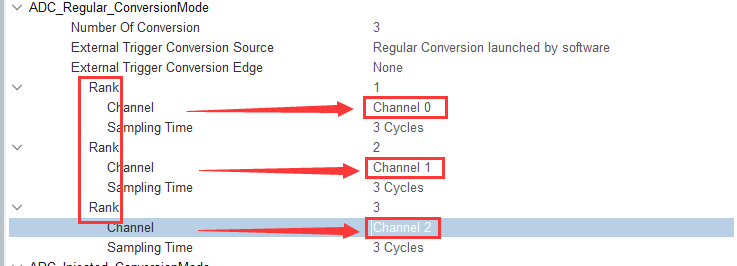 ADC_Regular_ConversionMode
Number Of Conversion 3
External Trigger Conversion Source Regular Conversion launched by software
External Trigger Conversion Edge None
Rank 1
Channel Channel 0
Sampling Time 3 Cycles
Rank 2
Channel Channel 1
Sampling Time 3 Cycles
Rank 3
Channel Channel 2
Sampling Time 3 Cycles
ADC_Injected_ConversionMode